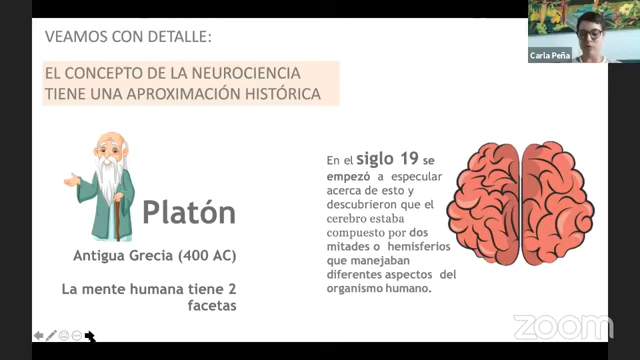 VEAMOS CON DETALLE:
EL CONCEPTO DE LA NEUROCIENCIA
TIENE UNA APROXIMACIÓN HISTÓRICA
Carla Peña
Platón
Antigua Grecia (400 AC)
La mente humana tiene 2
facetas
En el siglo 19 se
empezó a especular
acerca de esto y
descubrieron que el
cerebro estaba
compuesto por dos
mitades o hemisferios
que manejaban
diferentes aspectos del
organismo humano.
zoom